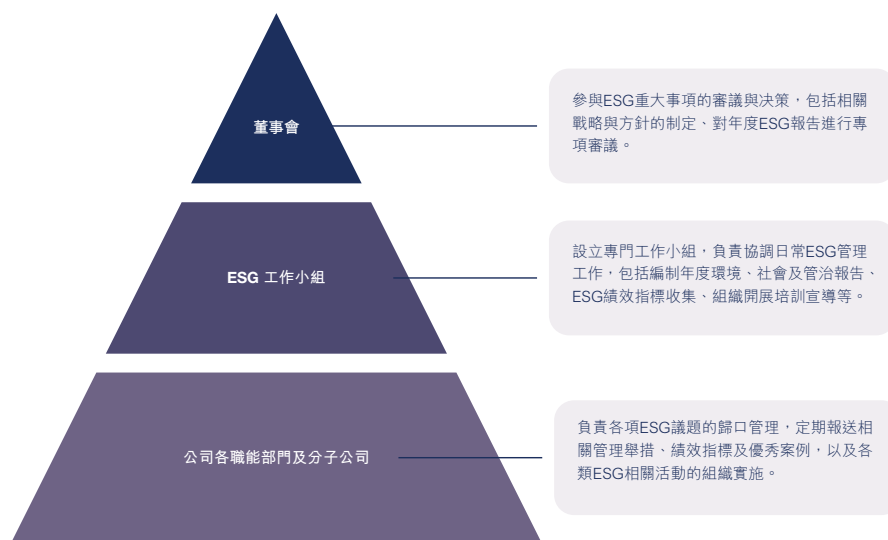 董事會
參與ESG重大事項的審議與決策，包括相關
戰略與方針的制定、對年度ESG報告進行專
項審議。
ESG 工作小組
設立專門工作小組，負責協調日常ESG管理
工作，包括編制年度環境、社會及管治報告、
ESG績效指標收集、組織開展培訓宣導等。
公司各職能部門及分子公司
負責各項ESG議題的歸口管理，定期報送相
關管理舉措、績效指標及優秀案例，以及各
類ESG相關活動的組織實施。